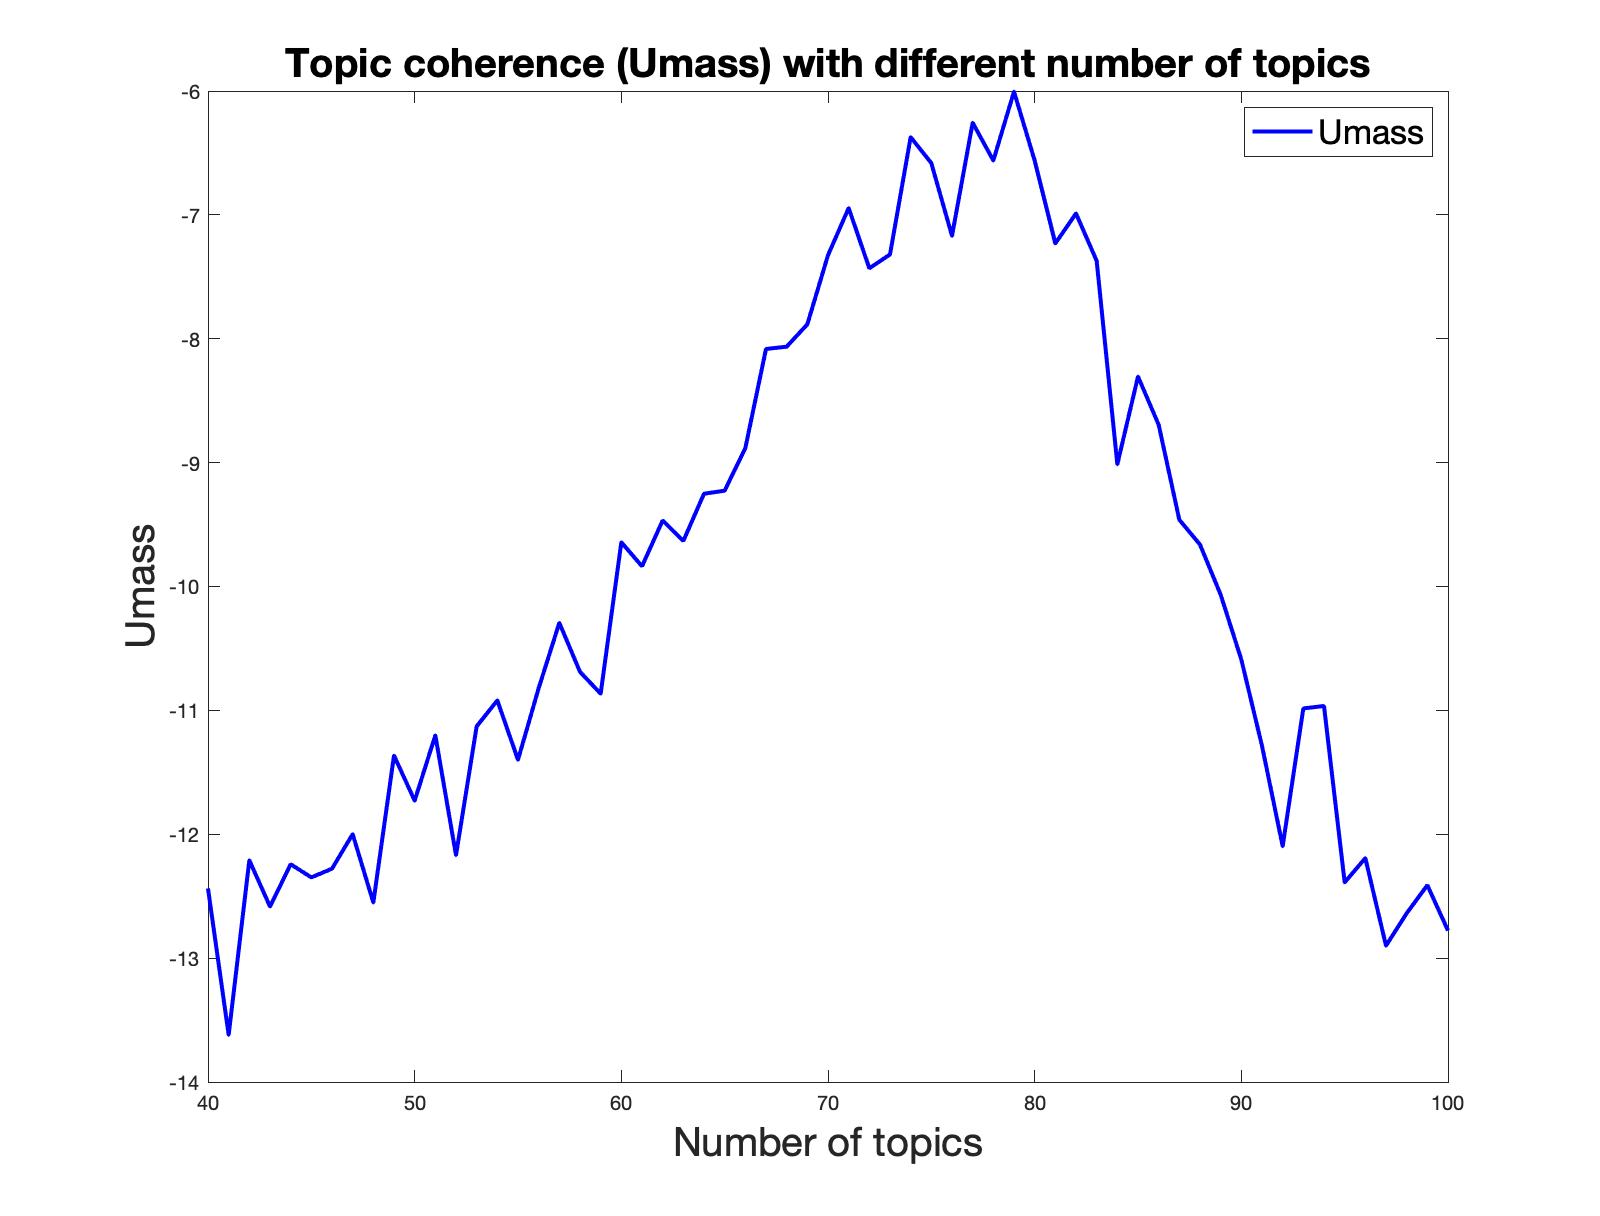 Topic coherence (Umass) with different number of topics
Umass
-6
-7
-8
-9
-10
-11
-12
-13
-14
Umass
40 50 60 70 80 90 100
Number of topics